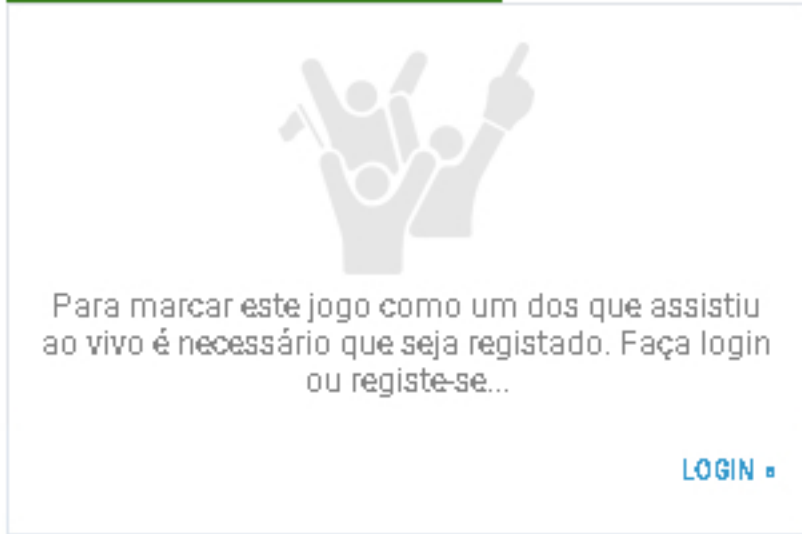 Para marcar este jogo como um dos que assistiu
ao vivo é necessário que seja registado. Faça login
ou registe-se...
LOGIN